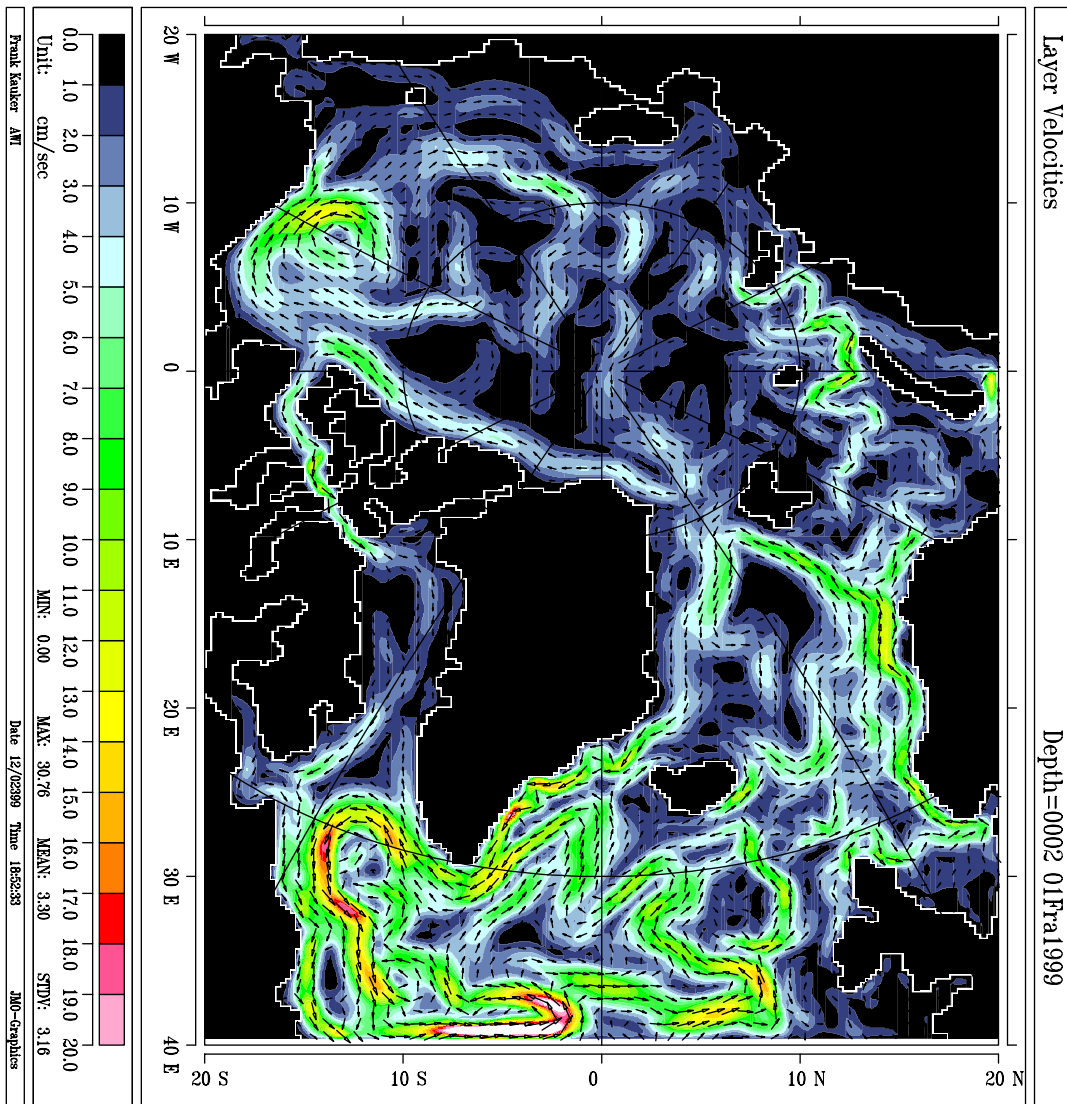 Layer Velocities Depth=0002 01Fra1999
20 N
10 N
0
10 S
20 S
20 W
10 W
0
10 E
20 E
30 E
40 E
0.0 1.0 2.0 3.0 4.0 5.0 6.0 7.0 8.0 9.0 10.0 11.0 12.0 13.0 14.0 15.0 16.0 17.0 18.0 19.0 20.0
Unit: cm/sec MIN: 0.00 MAX: 30.76 MEAN: 3.30 STDV: 3.16
Frank Kauker AWI Date 12/02399 Time 18:52:33 JMO-Graphics